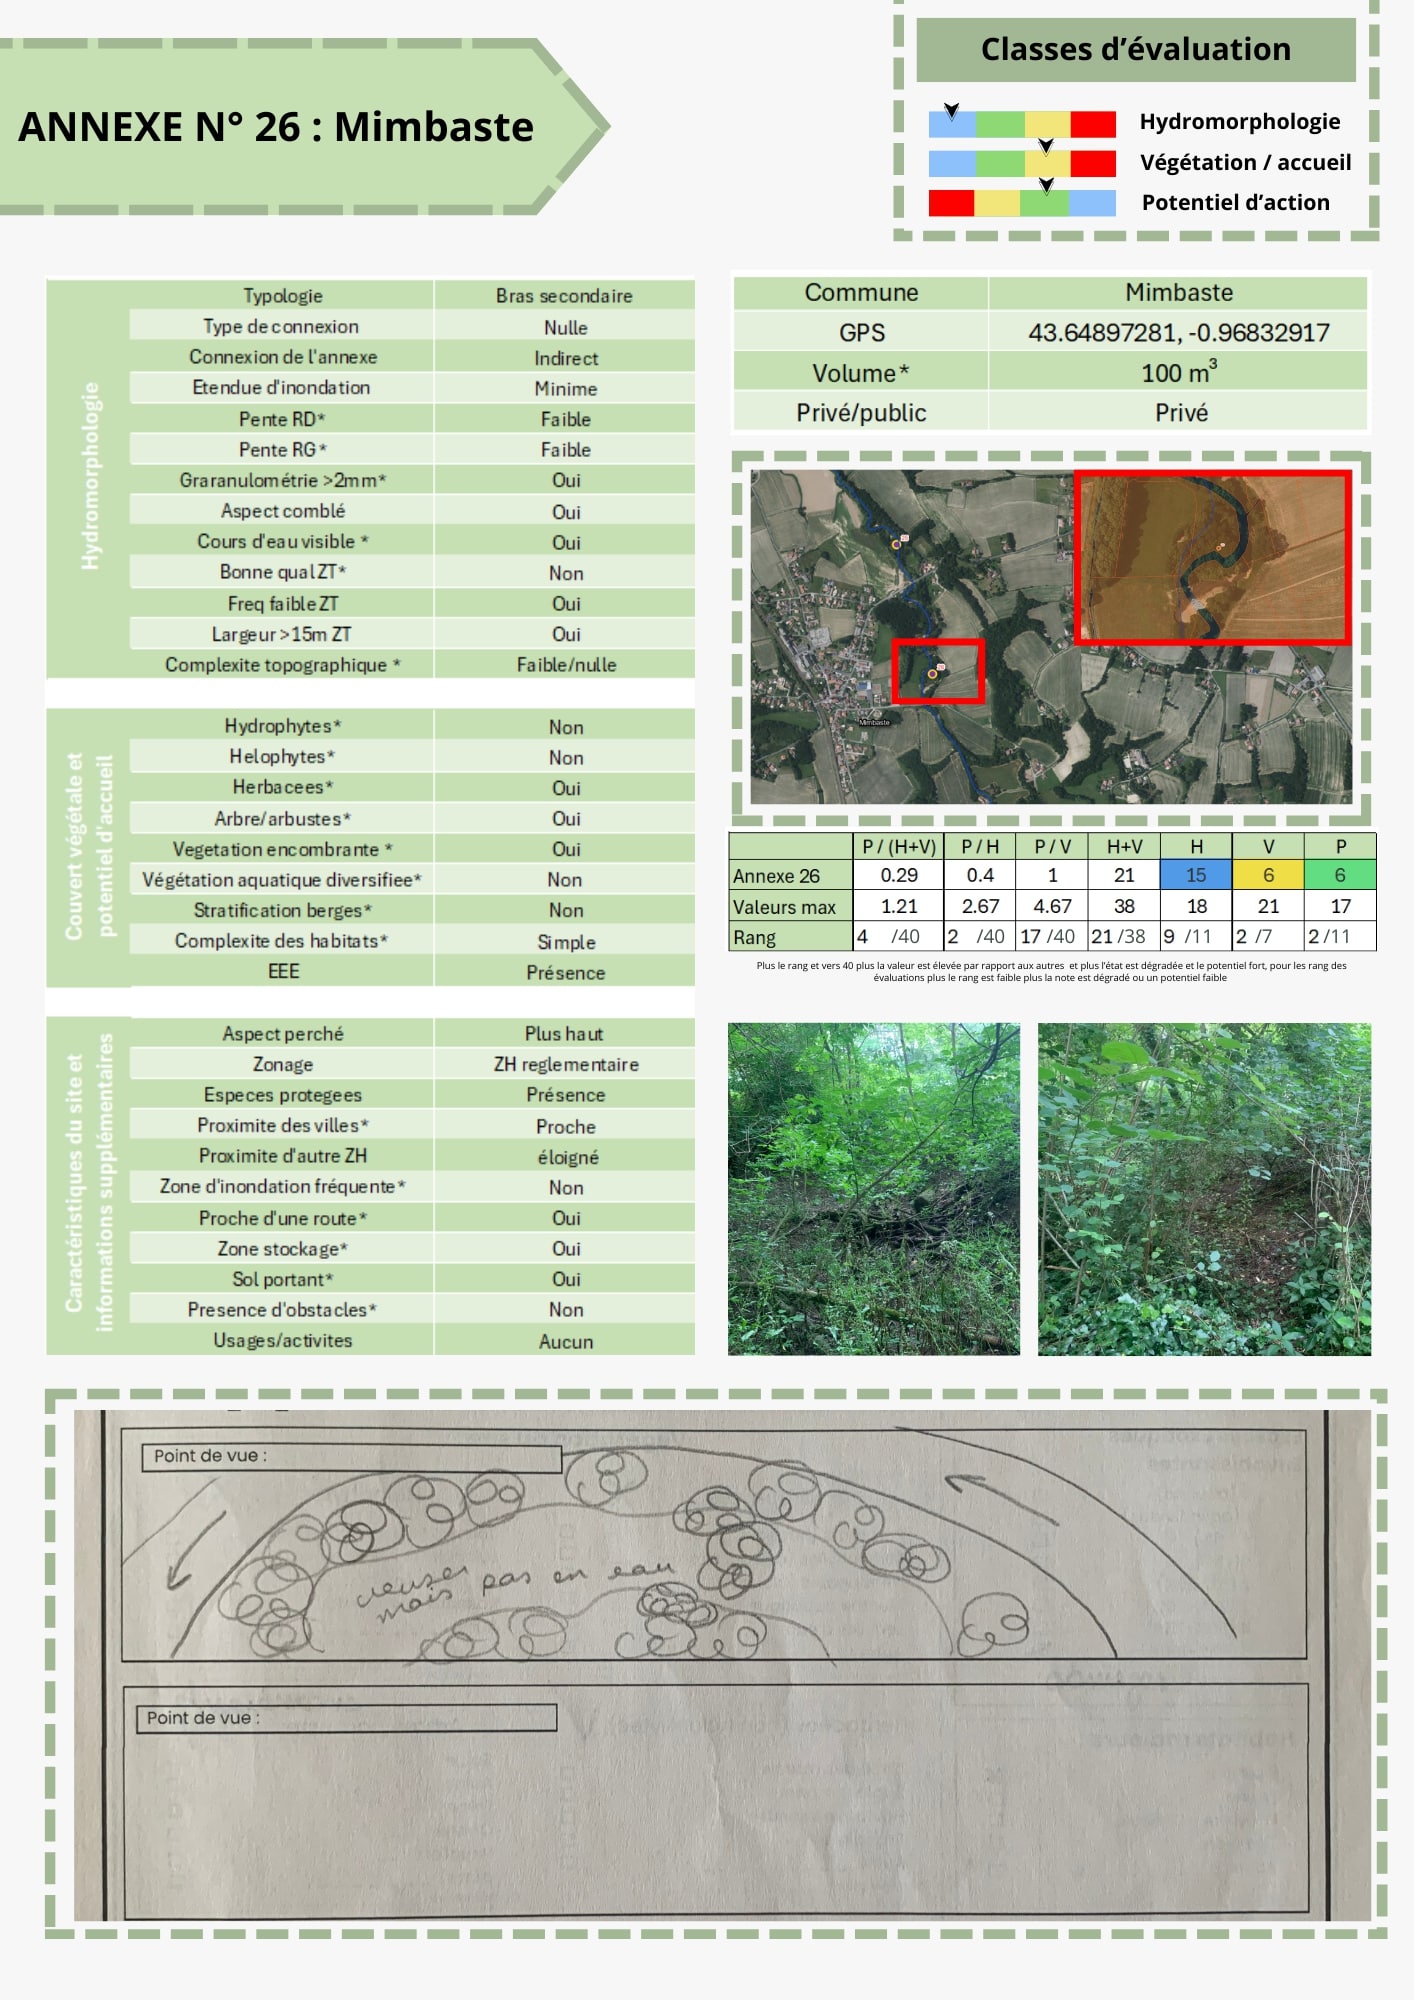 ANNEXE N° 26 : Mimbaste
Classes d’évaluation
Hydromorphologie
Végétation / accueil
Potentiel d’action
Hydromorphologie
Typologie Bras secondaire
Type de connexion Nulle
Connexion de l'annexe Indirect
Etendue d'inondation Minime
Pente RD* Faible
Pente RG* Faible
Graranulométrie >2mm* Oui
Aspect comblé Oui
Cours d'eau visible * Oui
Bonne qual ZT* Non
Freq faible ZT Oui
Largeur >15m ZT Oui
Complexite topographique * Faible/nulle
Couvert végétale et
potentiel d'accueil
Hydrophytes* Non
Helophytes* Non
Herbacees* Oui
Arbre/arbustes* Oui
Vegetation encombrante * Oui
Végétation aquatique diversifiee* Non
Stratification berges* Non
Complexite des habitats* Simple
EEE Présence
Caractéristiques du site et
informations supplémentaires
Aspect perché Plus haut
Zonage ZH reglementaire
Especes protegees Présence
Proximite des villes* Proche
Proximite d'autre ZH éloigné
Zone d'inondation fréquente* Non
Proche d'une route* Oui
Zone stockage* Oui
Sol portant* Oui
Presence d'obstacles* Non
Usages/activites Aucun
Commune Mimbaste
GPS 43.64897281, -0.96832917
Volume* 100 m³
Privé/public Privé
Mimbaste
P / (H+V) P / H P / V H+V H V P
Annexe 26 0.29 0.4 1 21 15 6 6
Valeurs max 1.21 2.67 4.67 38 18 21 17
Rang 4 /40 2 /40 17 /40 21 /38 9 /11 2 /7 2 /11
Plus le rang et vers 40 plus la valeur est élevée par rapport aux autres et plus l'état est dégradée et le potentiel fort, pour les rang des
évaluations plus le rang est faible plus la note est dégradé ou un potentiel faible
Point de vue :
creuser pas en eau
mais
Point de vue :